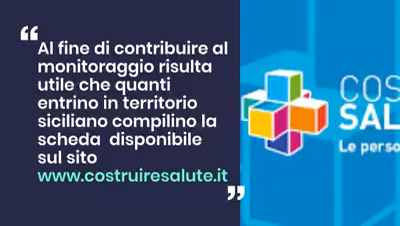 “
Al fine di contribuire al
monitoraggio risulta
utile che quanti
entrino in territorio
siciliano compilino la
scheda disponibile
sul sito
www.costruiresalute.it
”
COS
SAL
Le perso